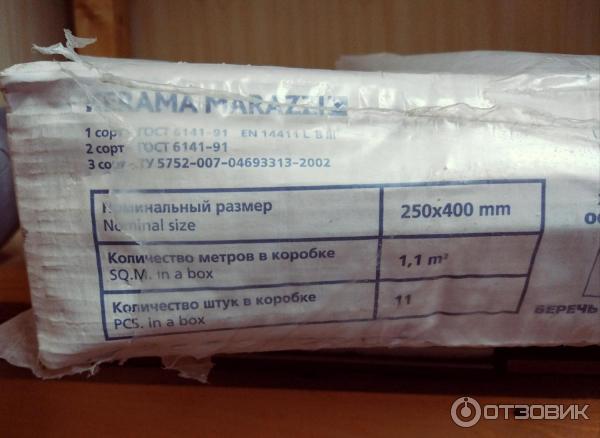 KERAMA MARAZZI
1 сорт ГОСТ 6141-91 EN 14411 L B III
2 сорт ГОСТ 6141-91
3 сорт ТУ 5752-007-04693313-2002
Номинальный размер
Nominal size
250x400 mm
Количество метров в коробке
SQ.M. in a box
1,1 m²
Количество штук в коробке
PCS. in a box
11
БЕРЕЧЬ
ОТЗОВИК